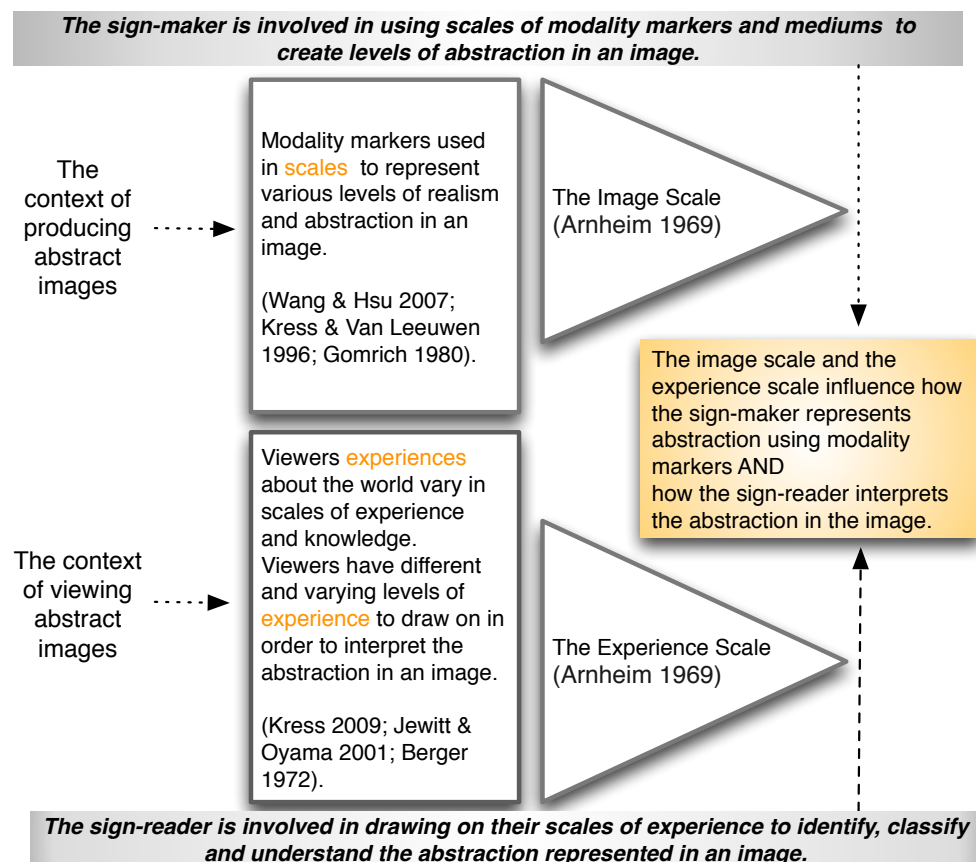 The sign-maker is involved in using scales of modality markers and mediums to
create levels of abstraction in an image.
The
context of
producing
abstract
images
Modality markers used
in scales to represent
various levels of realism
and abstraction in an
image.
(Wang & Hsu 2007;
Kress & Van Leeuwen
1996; Gomrich 1980).
The Image Scale
(Arnheim 1969)
The image scale and the
experience scale influence how
the sign-maker represents
abstraction using modality
markers AND
how the sign-reader interprets
the abstraction in the image.
The context
of viewing
abstract
images
Viewers experiences
about the world vary in
scales of experience
and knowledge.
Viewers have different
and varying levels of
experience to draw on in
order to interpret the
abstraction in an image.
(Kress 2009; Jewitt &
Oyama 2001; Berger
1972).
The Experience Scale
(Arnheim 1969)
The sign-reader is involved in drawing on their scales of experience to identify, classify
and understand the abstraction represented in an image.